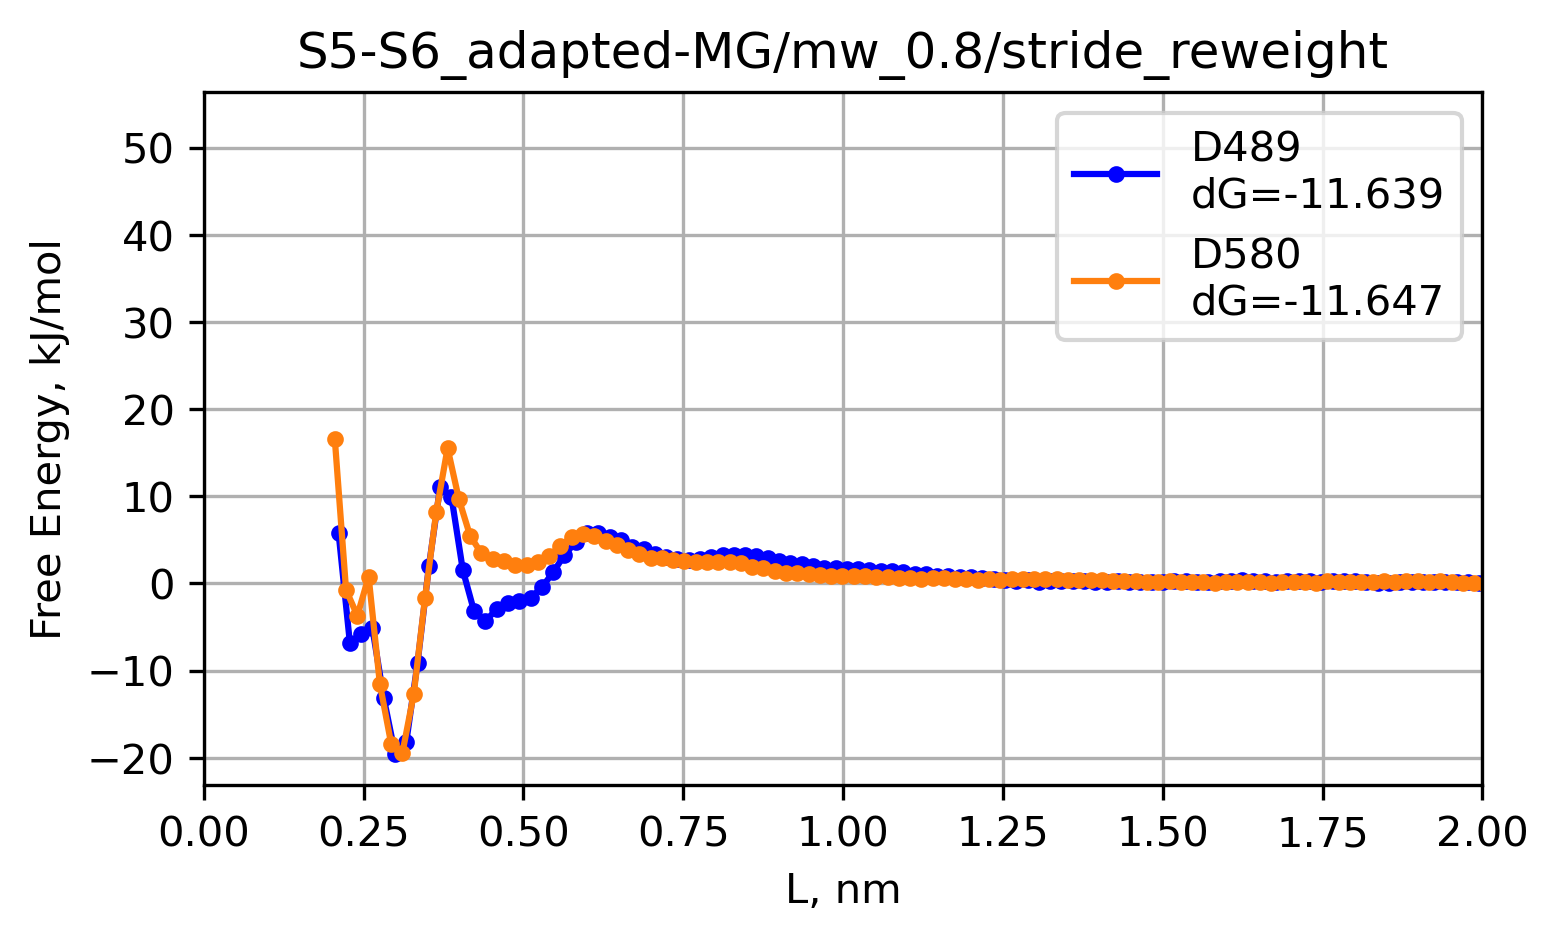 S5-S6_adapted-MG/mw_0.8/stride_reweight
D489
dG=-11.639
D580
dG=-11.647
50
40
30
20
10
0
−10
−20
Free Energy, kJ/mol
0.00 0.25 0.50 0.75 1.00 1.25 1.50 1.75 2.00
L, nm